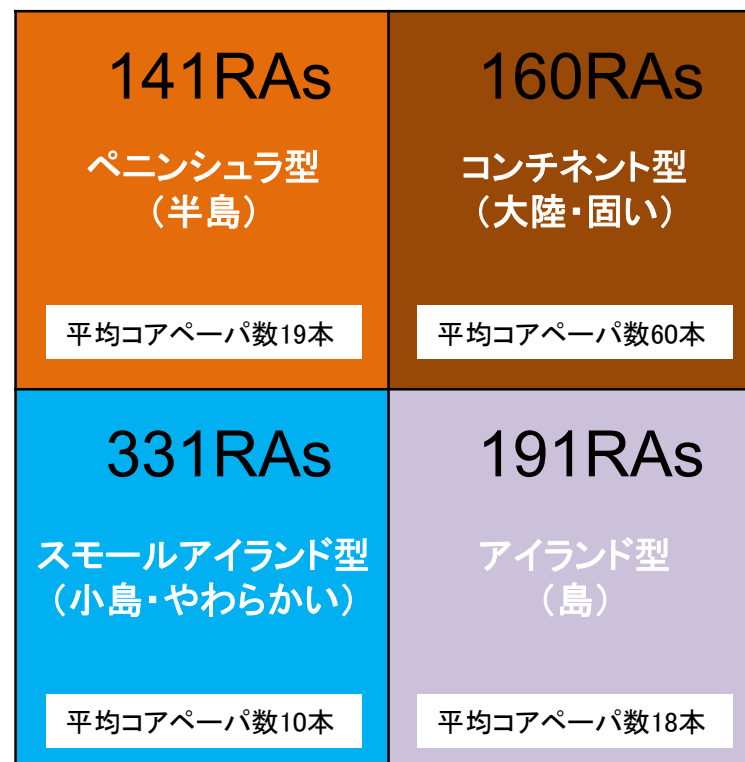 141RAs
ペニンシュラ型
（半島）
平均コアペーパ数19本
160RAs
コンチネント型
（大陸・固い）
平均コアペーパ数60本
331RAs
スモールアイランド型
（小島・やわらかい）
平均コアペーパ数10本
191RAs
アイランド型
（島）
平均コアペーパ数18本